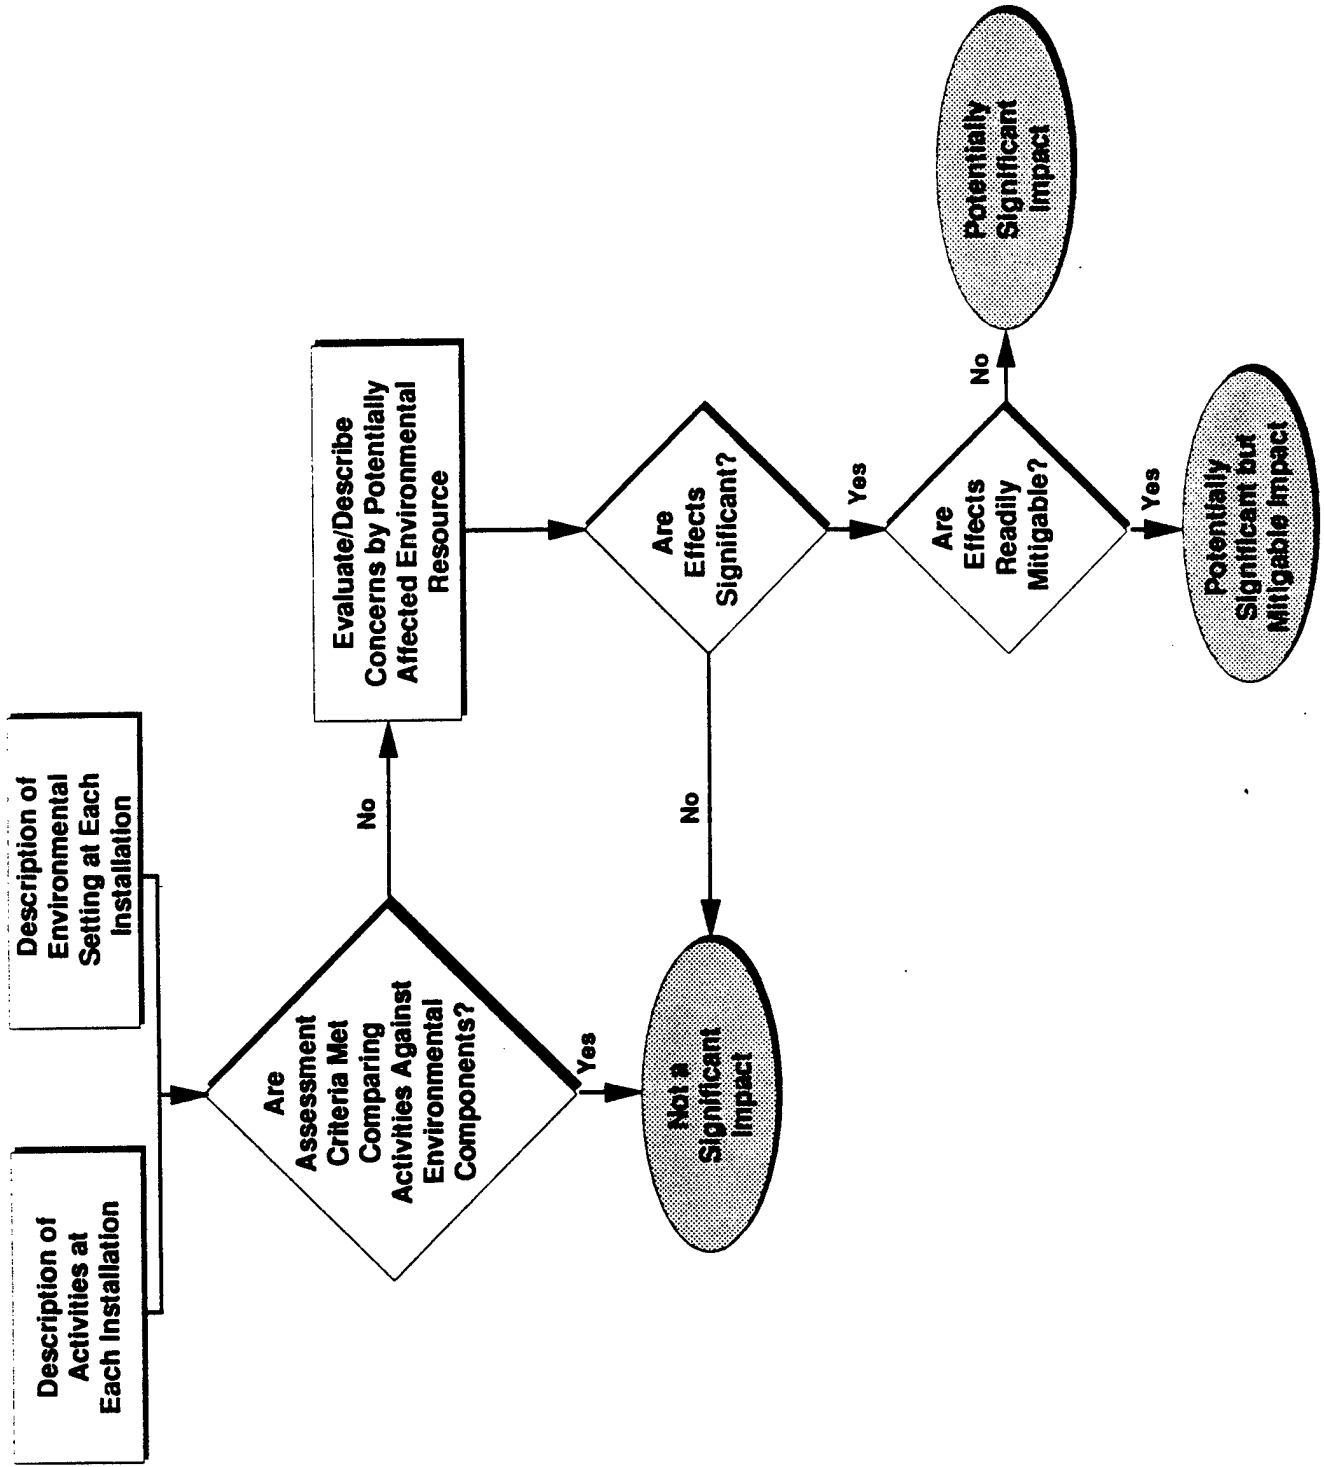 Description of
Activities at
Each Installation
Description of
Environmental
Setting at Each
Installation
Are
Assessment
Criteria Met
Comparing
Activities Against
Environmental
Components?
No
Yes
Evaluate/Describe
Concerns by Potentially
Affected Environmental
Resource
Not a
Significant
Impact
No
Are
Effects
Significant?
Yes
Are
Effects
Readily
Mitigable?
No
Yes
Potentially
Significant
Impact
Potentially
Significant but
Mitigable Impact